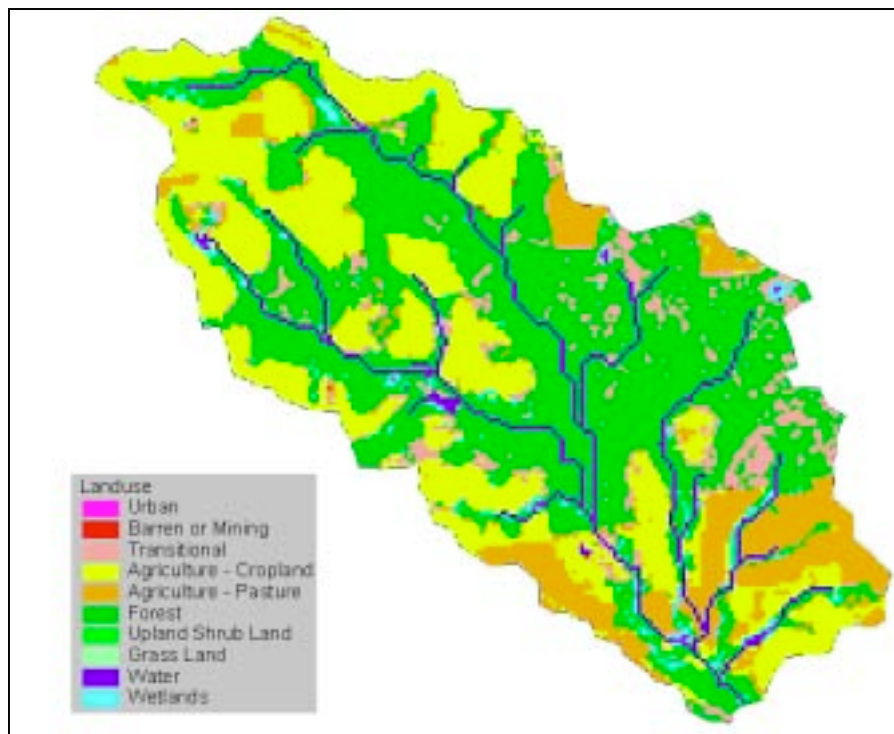 Landuse
Urban
Barren or Mining
Transitional
Agriculture - Cropland
Agriculture - Pasture
Forest
Upland Shrub Land
Grass Land
Water
Wetlands